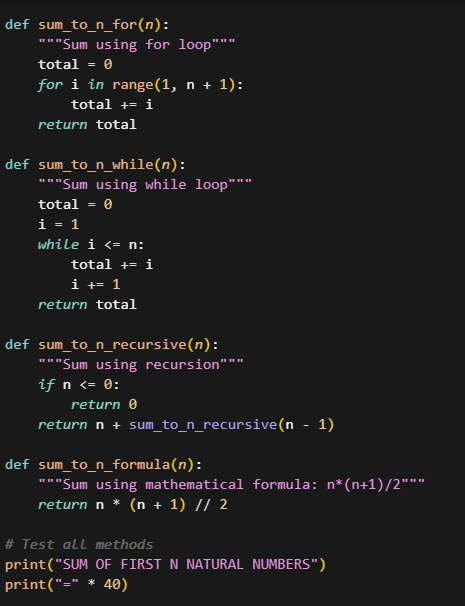 def sum_to_n_for(n):
    """Sum using for loop"""
    total = 0
    for i in range(1, n + 1):
        total += i
    return total

def sum_to_n_while(n):
    """Sum using while loop"""
    total = 0
    i = 1
    while i <= n:
        total += i
        i += 1
    return total

def sum_to_n_recursive(n):
    """Sum using recursion"""
    if n <= 0:
        return 0
    return n + sum_to_n_recursive(n - 1)

def sum_to_n_formula(n):
    """Sum using mathematical formula: n*(n+1)/2"""
    return n * (n + 1) // 2

# Test all methods
print("SUM OF FIRST N NATURAL NUMBERS")
print("=" * 40)